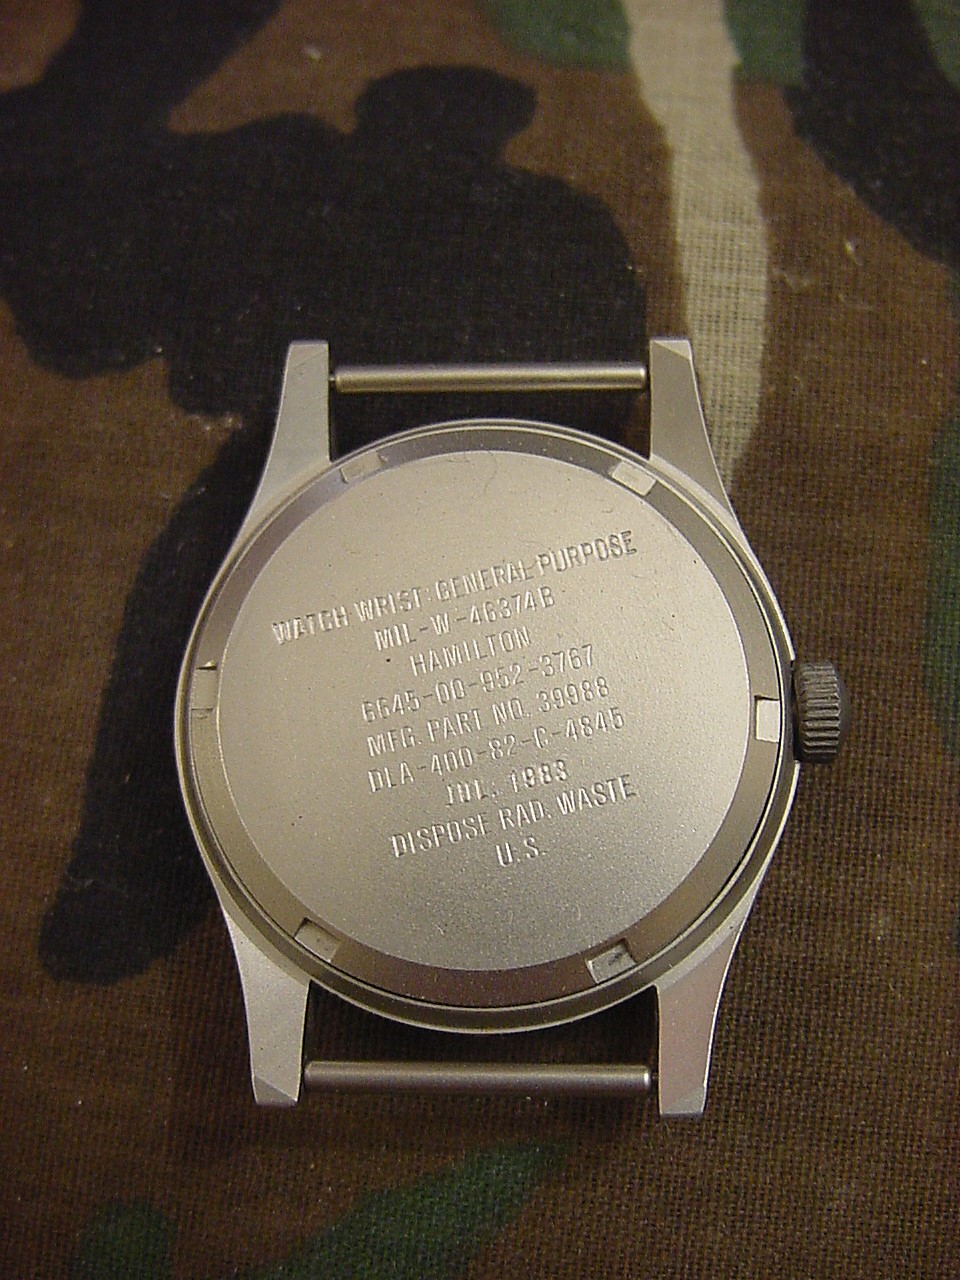 WATCH WRIST: GENERAL PURPOSE
MIL-W-46374B
HAMILTON
6645-00-952-3767
MFG. PART NO. 39988
DLA-400-82-C-4845
JUL. 1983
DISPOSE RAD. WASTE
U.S.